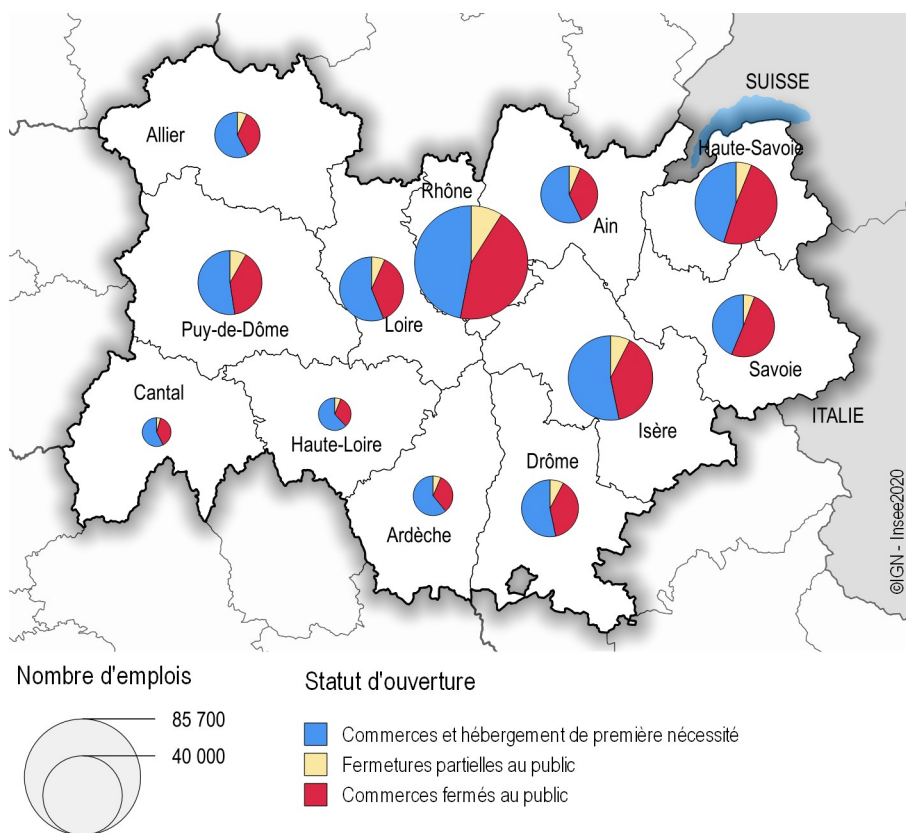 SUISSE
Allier
Haute-Savoie
Rhône
Ain
Puy-de-Dôme
Loire
Savoie
Cantal
ITALIE
Haute-Loire
Isère
Drôme
Ardèche
©IGN - Insee2020
Nombre d'emplois
85 700
40 000
Statut d'ouverture
Commerces et hébergement de première nécessité
Fermetures partielles au public
Commerces fermés au public